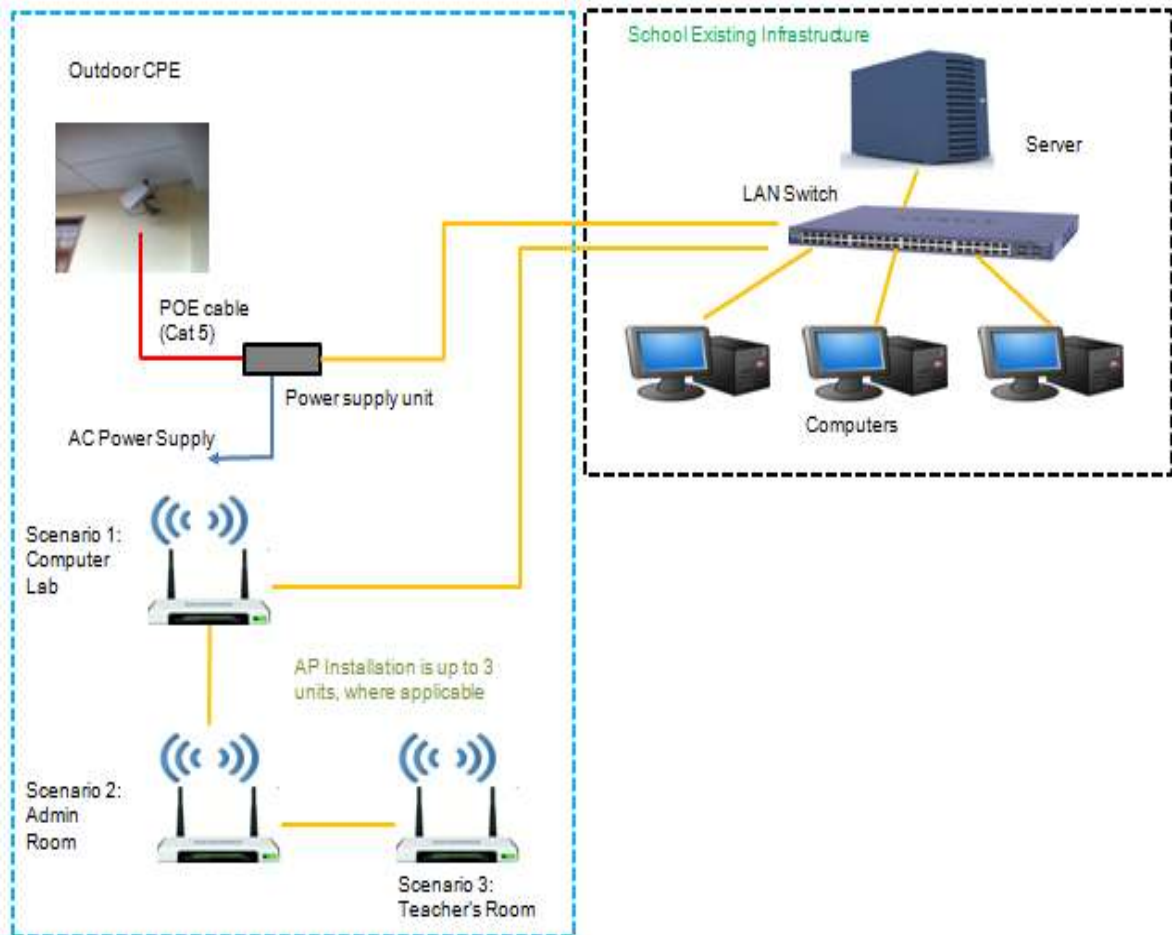 School Existing Infrastructure
Outdoor CPE
Server
LAN Switch
POE cable
(Cat 5)
Power supply unit
AC Power Supply
Computers
Scenario 1:
Computer
Lab
AP Installation is up to 3
units, where applicable
Scenario 2:
Admin
Room
Scenario 3:
Teacher's Room